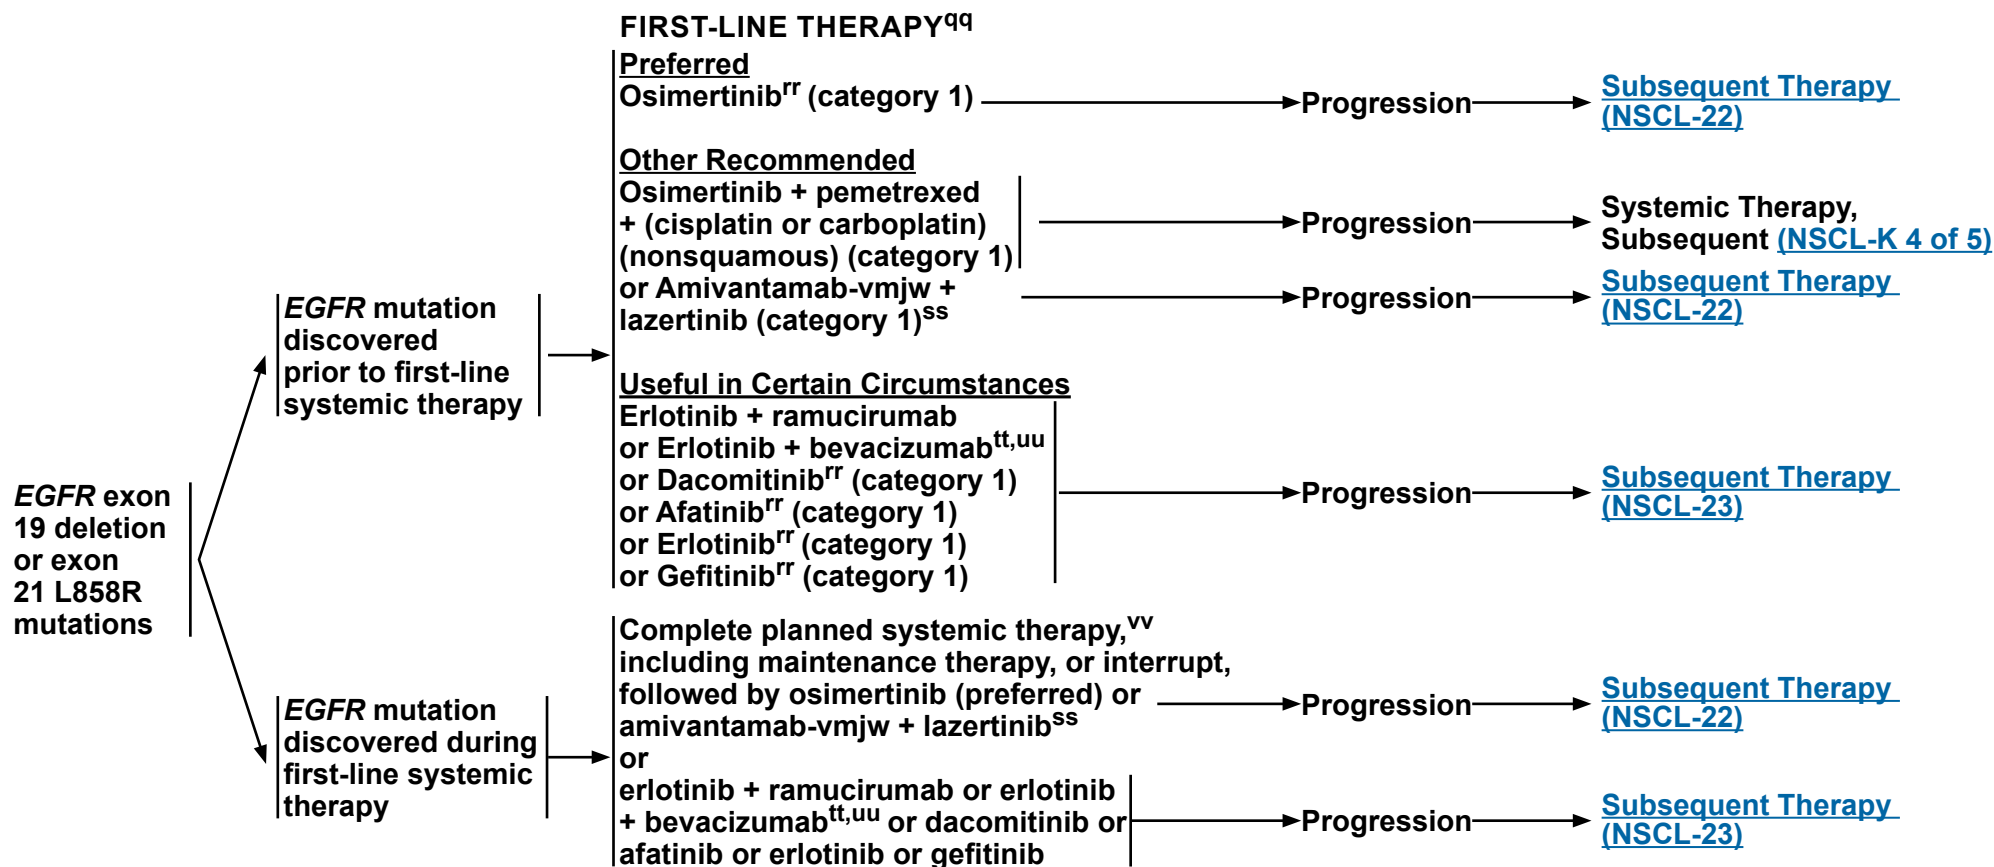 FIRST-LINE THERAPYqq
Preferred
Osimertinibrr (category 1)
Progression
Subsequent Therapy
(NSCL-22)
Other Recommended
Osimertinib + pemetrexed
+ (cisplatin or carboplatin)
(nonsquamous) (category 1)
Progression
Systemic Therapy,
Subsequent (NSCL-K 4 of 5)
or Amivantamab-vmjw +
lazertinib (category 1)ss
Progression
Subsequent Therapy
(NSCL-22)
EGFR mutation
discovered
prior to first-line
systemic therapy
Useful in Certain Circumstances
Erlotinib + ramucirumab
or Erlotinib + bevacizumabtt,uu
or Dacomitinibrr (category 1)
or Afatinibrr (category 1)
or Erlotinibrr (category 1)
or Gefitinibrr (category 1)
Progression
Subsequent Therapy
(NSCL-23)
EGFR exon
19 deletion
or exon
21 L858R
mutations
EGFR mutation
discovered during
first-line systemic
therapy
Complete planned systemic therapy,vv
including maintenance therapy, or interrupt,
followed by osimertinib (preferred) or
amivantamab-vmjw + lazertinibss
or
Progression
Subsequent Therapy
(NSCL-22)
erlotinib + ramucirumab or erlotinib
+ bevacizumabtt,uu or dacomitinib or
afatinib or erlotinib or gefitinib
Progression
Subsequent Therapy
(NSCL-23)